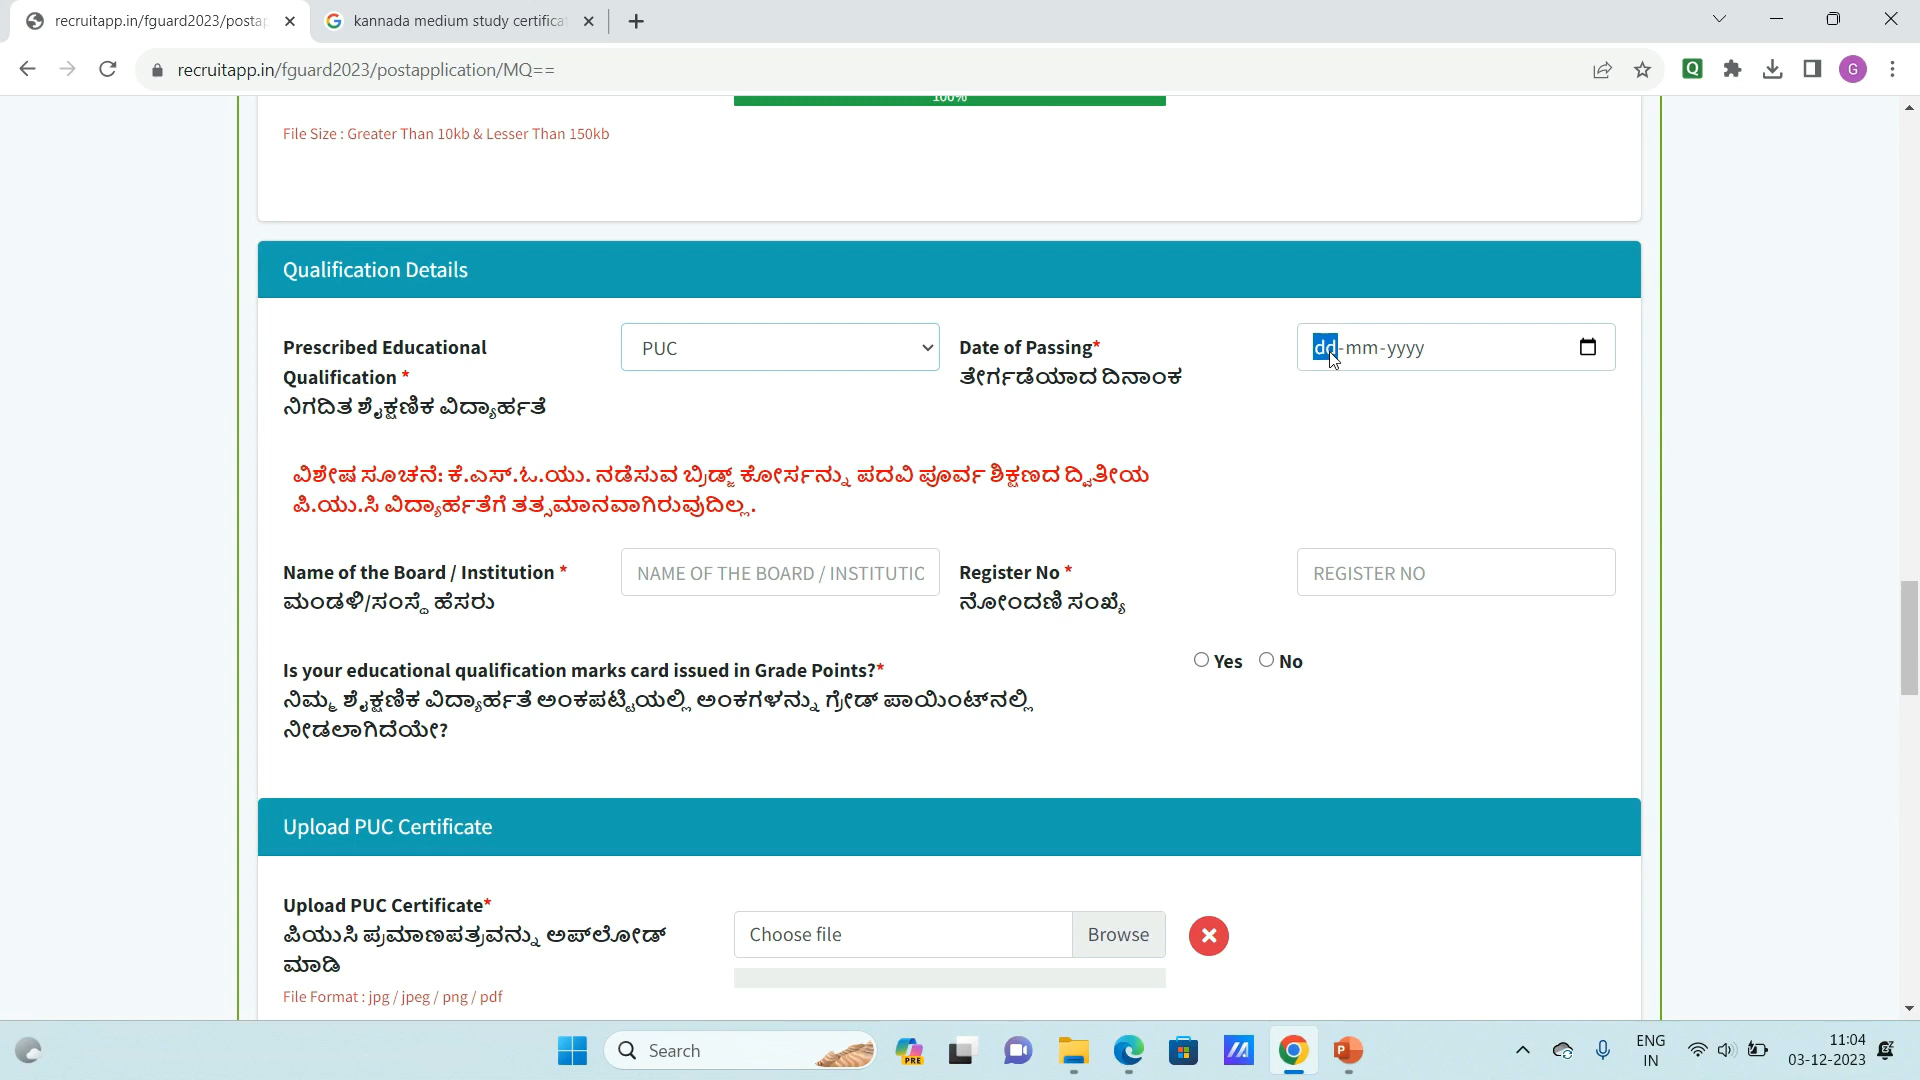 recruitapp.in/fguard2023/posta
kannada medium study certifica
recruitapp.in/fguard2023/postapplication/MQ==
G
100%
File Size : Greater Than 10kb & Lesser Than 150kb
Qualification Details
Prescribed Educational
Qualification *
ನಿಗದಿತ ಶೈಕ್ಷಣಿಕ ವಿದ್ಯಾರ್ಹತೆ
PUC
Date of Passing*
ತೇರ್ಗಡೆಯಾದ ದಿನಾಂಕ
dd-mm-yyyy
ವಿಶೇಷ ಸೂಚನೆ: ಕೆ.ಎಸ್.ಓ.ಯು. ನಡೆಸುವ ಬ್ರಿಡ್ಜ್ ಕೋರ್ಸನ್ನು ಪದವಿ ಪೂರ್ವ ಶಿಕ್ಷಣದ ದ್ವಿತೀಯ
ಪಿ.ಯು.ಸಿ ವಿದ್ಯಾರ್ಹತೆಗೆ ತತ್ಸಮಾನವಾಗಿರುವುದಿಲ್ಲ.
Name of the Board / Institution *
ಮಂಡಳಿ/ಸಂಸ್ಥೆ ಹೆಸರು
NAME OF THE BOARD / INSTITUTIC
Register No *
ನೋಂದಣಿ ಸಂಖ್ಯೆ
REGISTER NO
Is your educational qualification marks card issued in Grade Points?*
ನಿಮ್ಮ ಶೈಕ್ಷಣಿಕ ವಿದ್ಯಾರ್ಹತೆ ಅಂಕಪಟ್ಟಿಯಲ್ಲಿ ಅಂಕಗಳನ್ನು ಗ್ರೇಡ್ ಪಾಯಿಂಟ್‌ನಲ್ಲಿ
ನೀಡಲಾಗಿದೆಯೇ?
Yes No
Upload PUC Certificate
Upload PUC Certificate*
ಪಿಯುಸಿ ಪ್ರಮಾಣಪತ್ರವನ್ನು ಅಪ್‌ಲೋಡ್
ಮಾಡಿ
File Format : jpg / jpeg / png / pdf
Choose file
Browse
Search
PRE
ENG
IN
11:04
03-12-2023